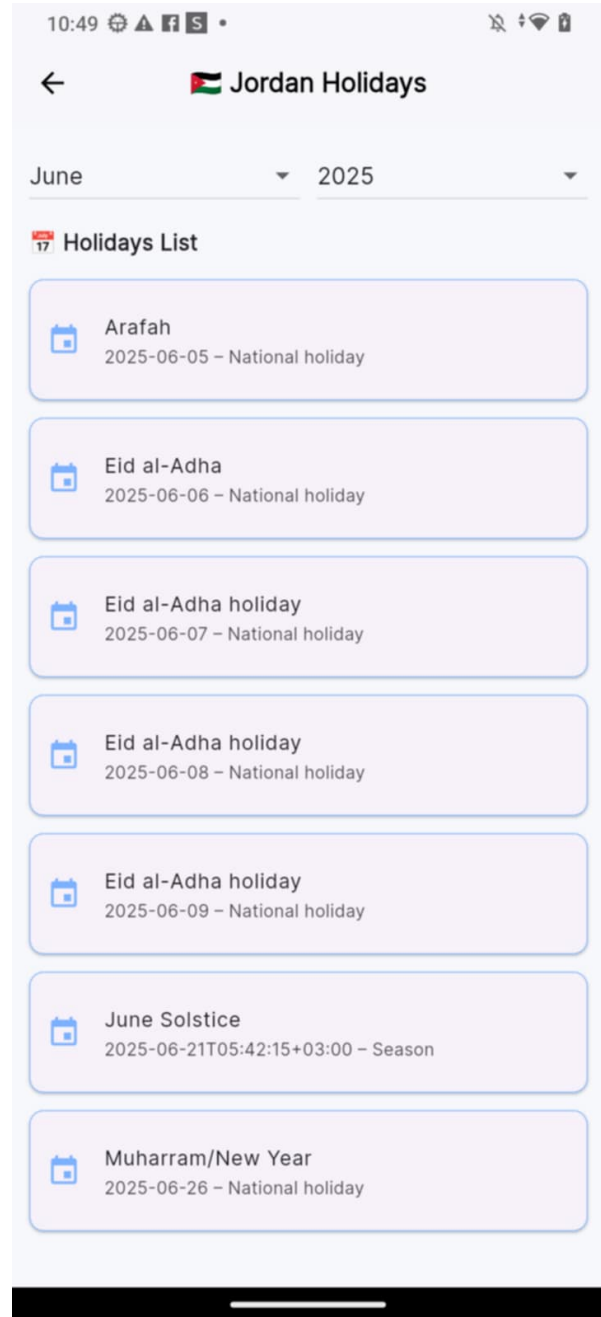 10:49
🇯🇴 Jordan Holidays
June 2025
📅 Holidays List
Arafah
2025-06-05 – National holiday
Eid al-Adha
2025-06-06 – National holiday
Eid al-Adha holiday
2025-06-07 – National holiday
Eid al-Adha holiday
2025-06-08 – National holiday
Eid al-Adha holiday
2025-06-09 – National holiday
June Solstice
2025-06-21T05:42:15+03:00 – Season
Muharram/New Year
2025-06-26 – National holiday